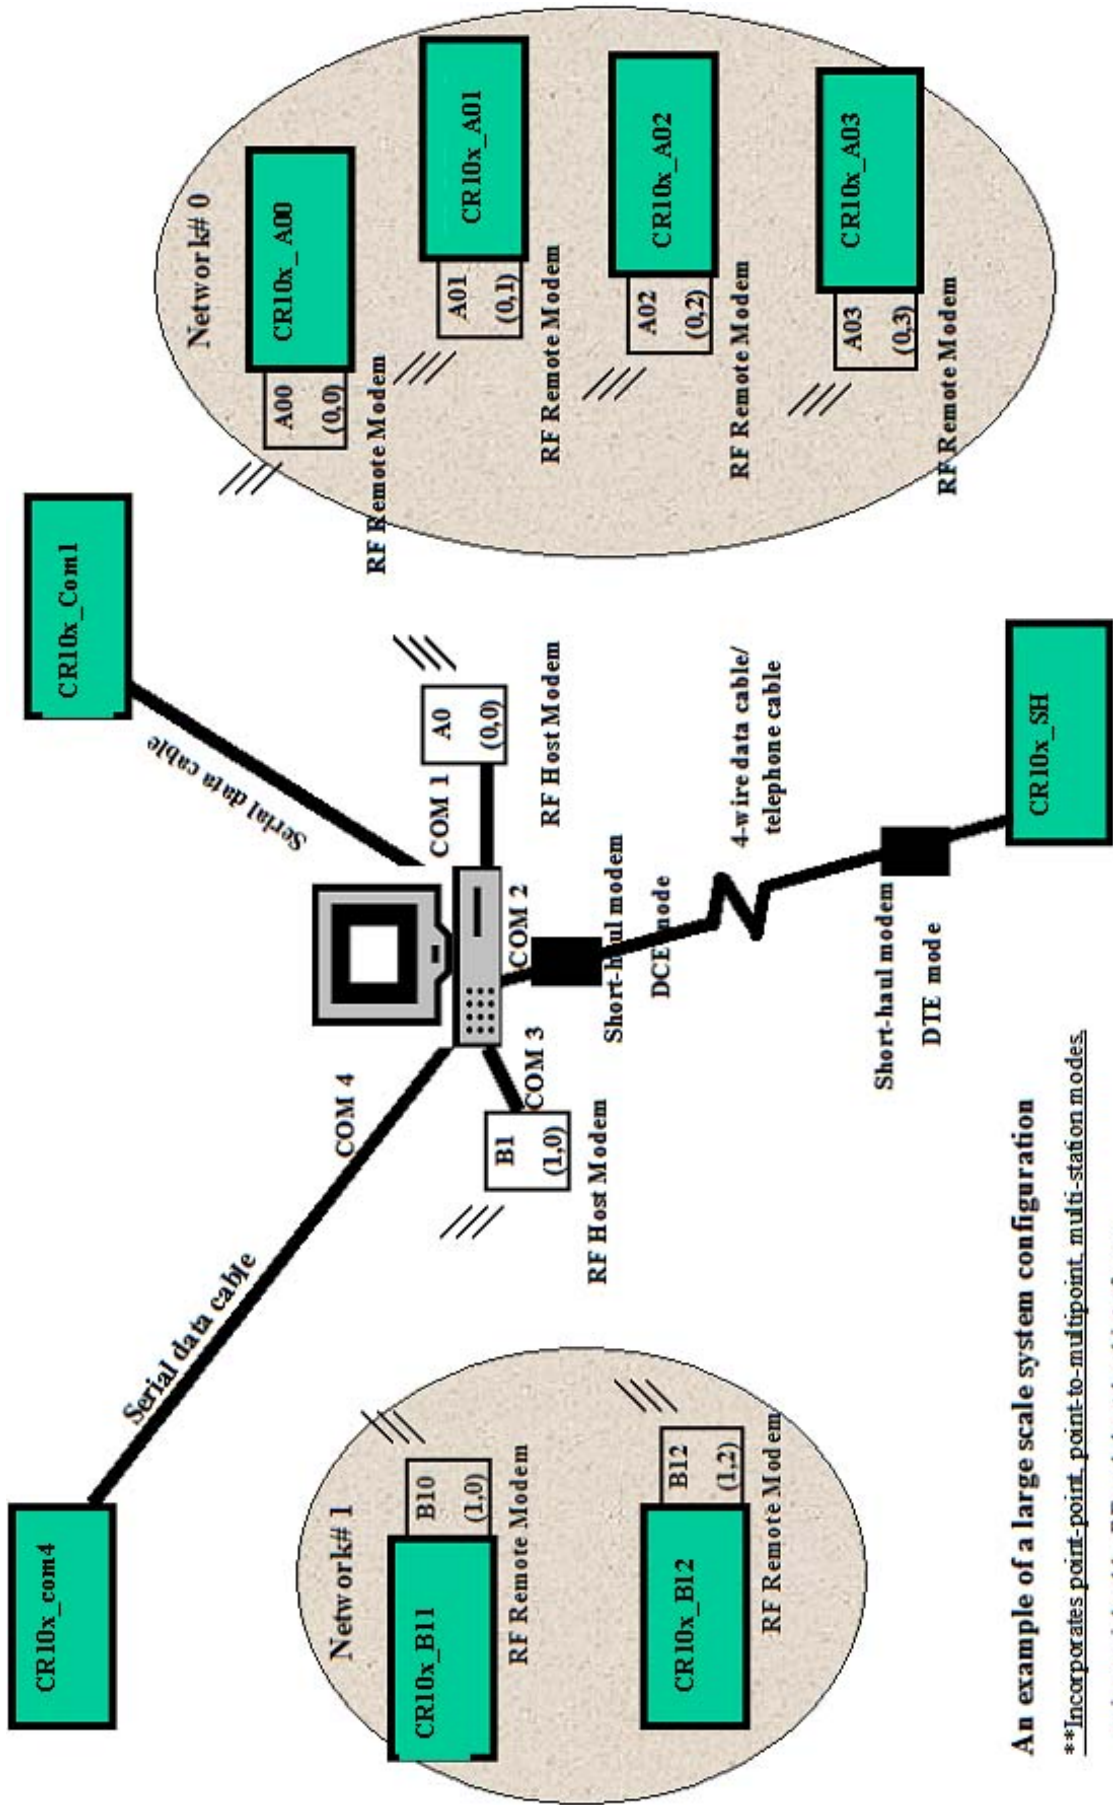 CR10x_com4
Serial data cable
COM 4
CR10x_Com1
Serial data cable
COM 1
A0
(0,0)
RF Host Modem
COM 2
Short-haul modem
DCE mode
4-wire data cable/
telephone cable
Short-haul modem
DTE mode
CR10x_SH
COM 3
B1
(1,0)
RF Host Modem
Network# 1
CR10x_B11
B10
(1,0)
RF Remote Modem
CR10x_B12
B12
(1,2)
RF Remote Modem
Network# 0
CR10x_A00
A00
(0,0)
RF Remote Modem
CR10x_A01
A01
(0,1)
RF Remote Modem
CR10x_A02
A02
(0,2)
RF Remote Modem
CR10x_A03
A03
(0,3)
RF Remote Modem
An example of a large scale system configuration
**Incorporates point-point, point-to-multipoint, multi-station modes,